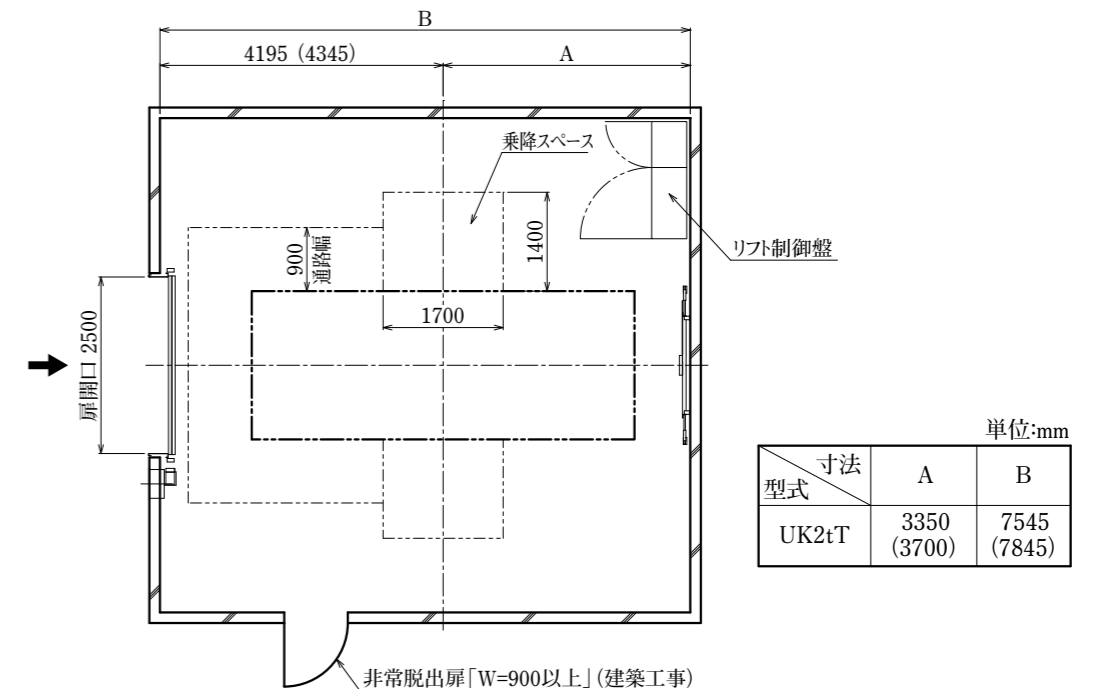 B
4195 (4345)
A
乗降スペース
900
通路幅
1400
リフト制御盤
1700
扉開口 2500
単位:mm
寸法
型式
A
B
UK2tT
3350
(3700)
7545
(7845)
非常脱出扉「W=900以上」(建築工事)